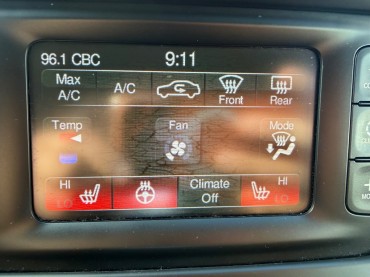 96.1 CBC 9:11
Max A/C A/C Front Rear
Temp Fan Mode
HI LO Climate Off HI LO